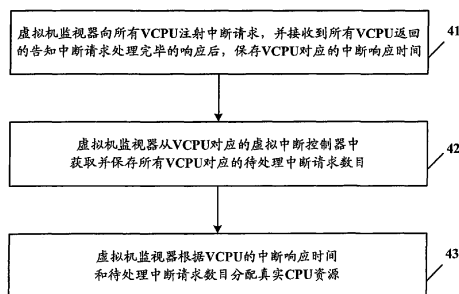 虚拟机监视器向所有VCPU注射中断请求，并接收到所有VCPU返回
的告知中断请求处理完毕的响应后，保存VCPU对应的中断响应时间
41
虚拟机监视器从VCPU对应的虚拟中断控制器中
获取并保存所有VCPU对应的待处理中断请求数目
42
虚拟机监视器根据VCPU的中断响应时间
和待处理中断请求数目分配真实CPU资源
43